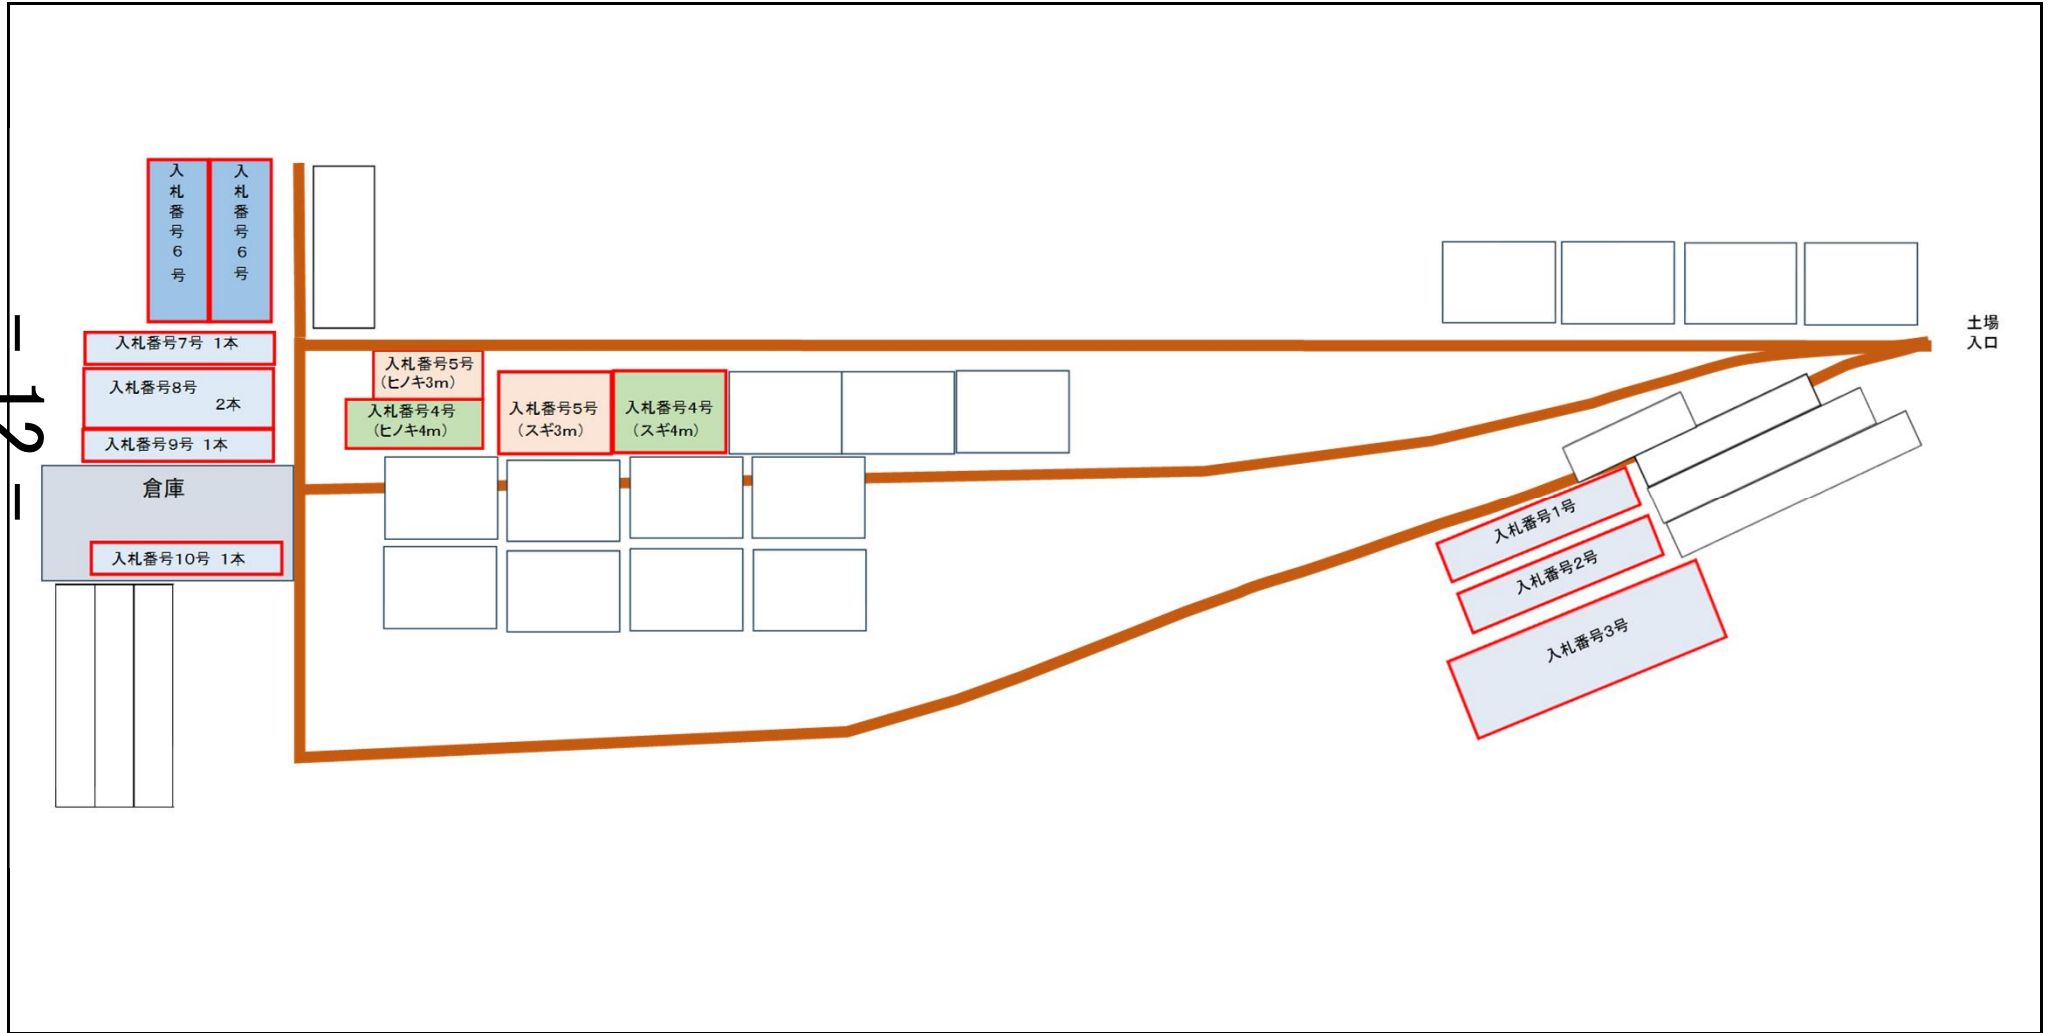 入札番号6号
入札番号6号
入札番号7号 1本
入札番号8号
2本
入札番号9号 1本
倉庫
入札番号10号 1本
入札番号5号
（ヒノキ3m）
入札番号4号
（ヒノキ4m）
入札番号5号
（スギ3m）
入札番号4号
（スギ4m）
土場
入口
入札番号1号
入札番号2号
入札番号3号
－12－